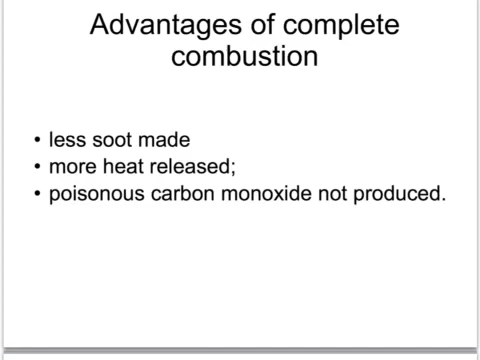 Advantages of complete
combustion
• less soot made
• more heat released;
• poisonous carbon monoxide not produced.